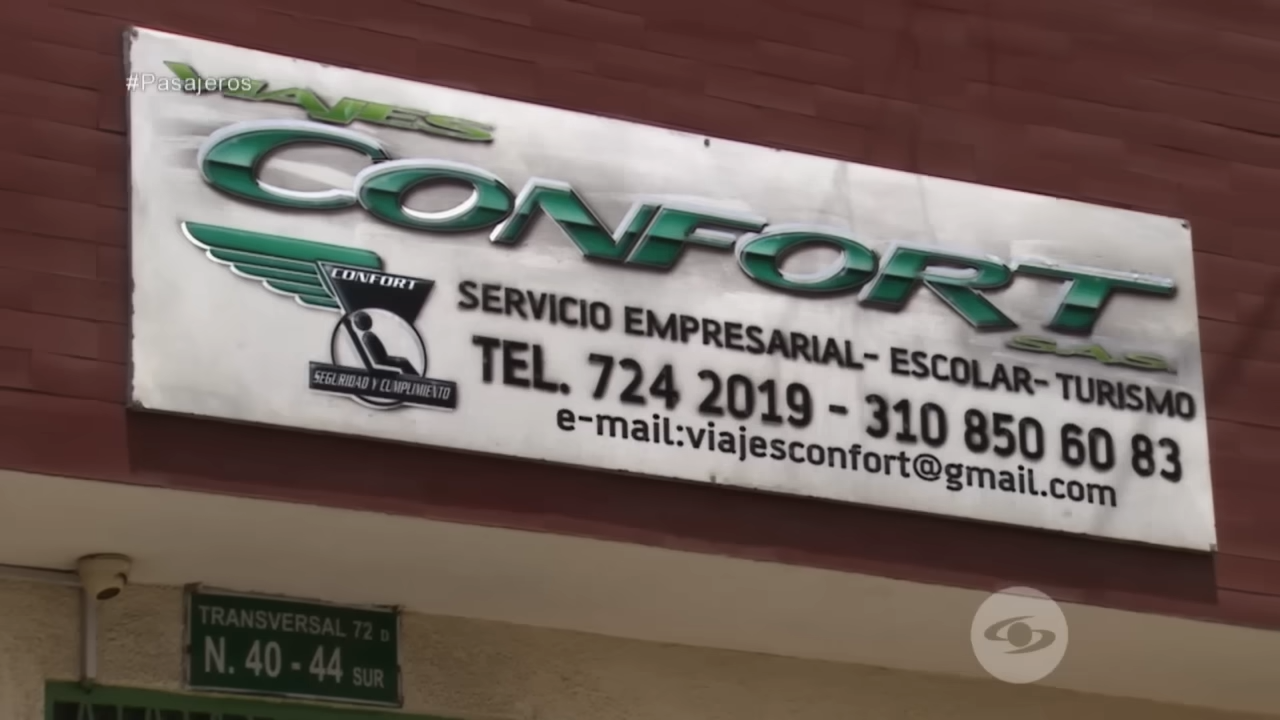 #Pasajeros
VIAJES
CONFORT
SAS
CONFORT
SEGURIDAD Y CUMPLIMIENTO
SERVICIO EMPRESARIAL- ESCOLAR- TURISMO
TEL. 724 2019 - 310 850 60 83
e-mail:viajesconfort@gmail.com
TRANSVERSAL 72 D
N. 40 - 44 SUR